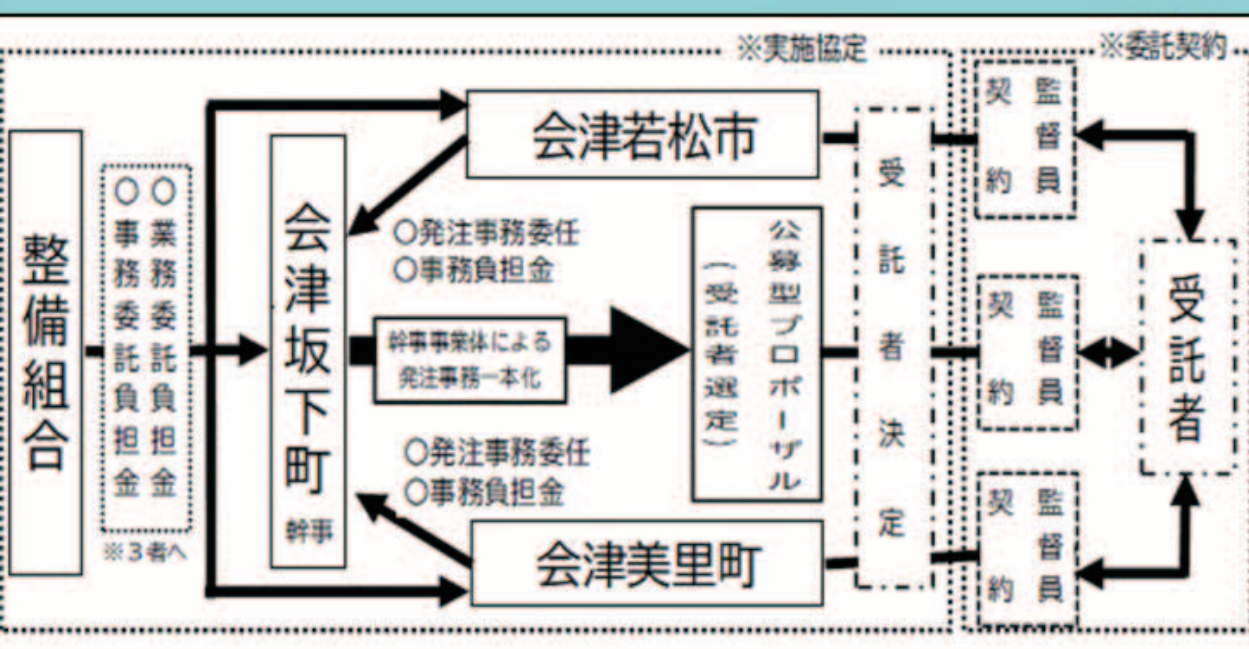 ※実施協定
※委託契約
整備組合
〇業務委託負担金
〇事務委託負担金
※3者へ
会津坂下町
幹事
会津若松市
〇発注事務委任
〇事務負担金
幹事事業体による
発注事務一本化
〇発注事務委任
〇事務負担金
会津美里町
公募型プロポーザル
(受託者選定)
受託者決定
監督員
契約
監督員
契約
監督員
契約
受託者